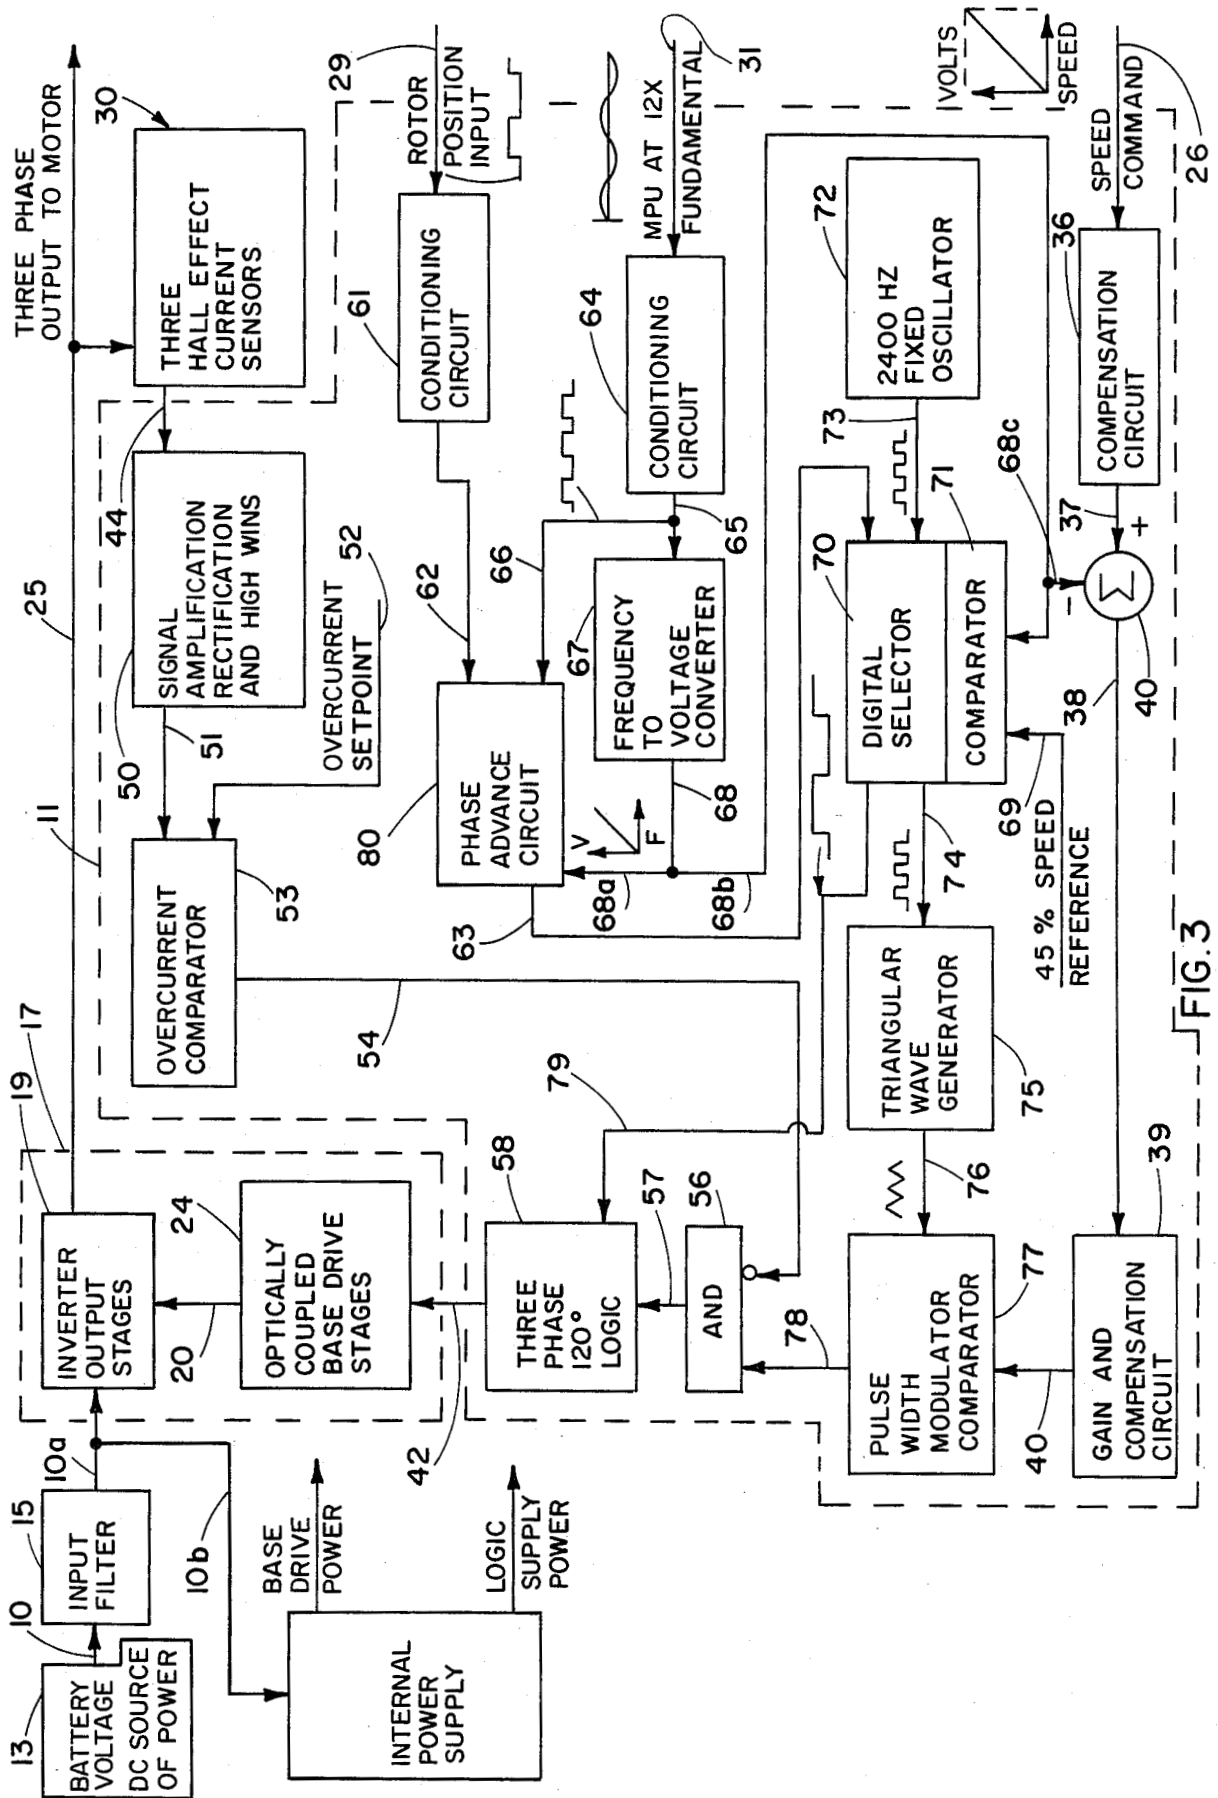 13
BATTERY
VOLTAGE
DC SOURCE
OF POWER
10
15
INPUT
FILTER
10a
10b
INTERNAL
POWER
SUPPLY
BASE
DRIVE
POWER
LOGIC
SUPPLY
POWER
19
17
INVERTER
OUTPUT
STAGES
20
24
OPTICALLY
COUPLED
BASE DRIVE
STAGES
42
25
THREE PHASE
OUTPUT TO MOTOR
30
THREE
HALL EFFECT
CURRENT
SENSORS
44
50
SIGNAL
AMPLIFICATION
RECTIFICATION
AND HIGH WINS
51
11
OVERCURRENT
SETPOINT
52
OVERCURRENT
COMPARATOR
53
54
58
THREE
PHASE
120°
LOGIC
79
57
56
AND
78
29
ROTOR
POSITION
INPUT
61
CONDITIONING
CIRCUIT
62
80
PHASE
ADVANCE
CIRCUIT
63
66
MPU AT 12X
FUNDAMENTAL
31
64
CONDITIONING
CIRCUIT
65
67
FREQUENCY
TO VOLTAGE
CONVERTER
68
V
F
68a
68b
72
2400 HZ
FIXED
OSCILLATOR
73
70
DIGITAL
SELECTOR
71
COMPARATOR
69
45 % SPEED
REFERENCE
74
TRIANGULAR
WAVE
GENERATOR
75
76
PULSE
WIDTH
MODULATOR
COMPARATOR
77
VOLTS
SPEED
SPEED
COMMAND
26
36
COMPENSATION
CIRCUIT
37
68c
+
-
Σ
40
38
39
GAIN AND
COMPENSATION
CIRCUIT
40
FIG.3